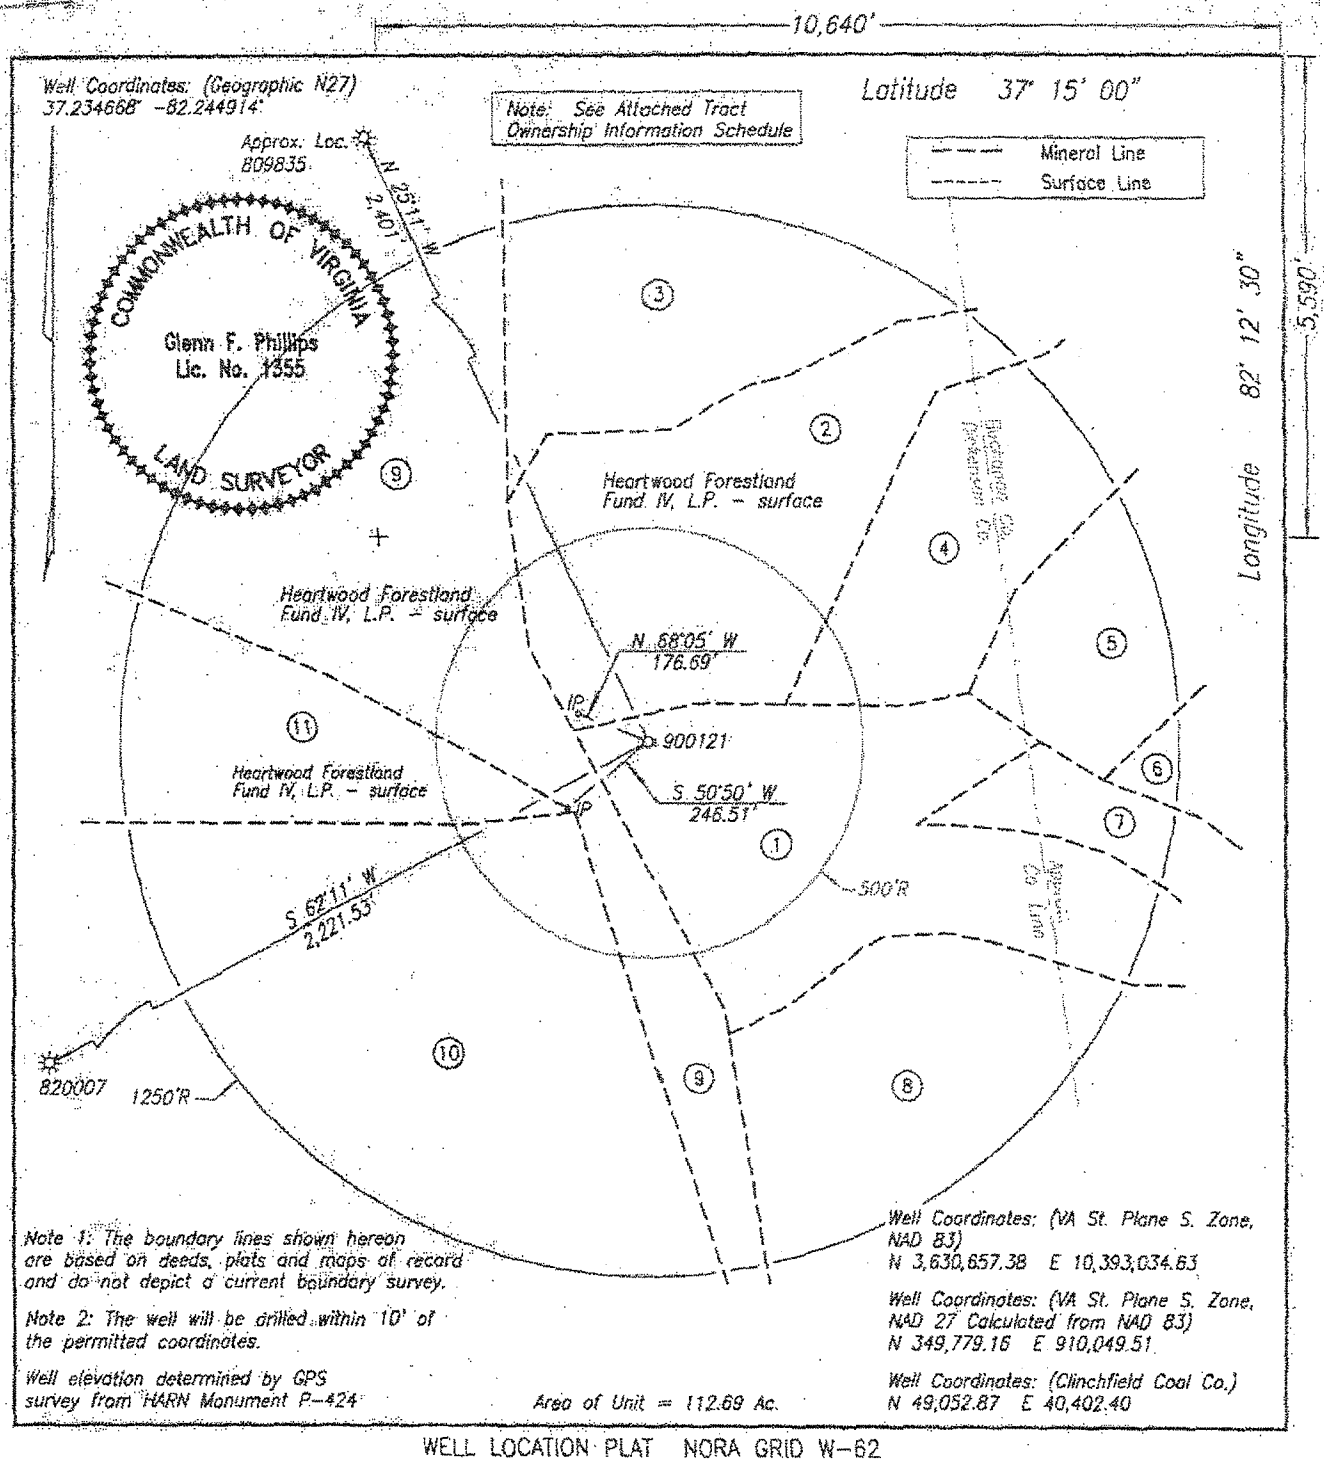 10,640'
Well Coordinates: (Geographic N27)
37.234668° -82.244914°
Note: See Attached Tract
Ownership Information Schedule
Latitude 37° 15' 00"
Mineral Line
Surface Line
Approx. Loc.
809835
N 25°11' W
2,401'
COMMONWEALTH OF VIRGINIA
Glenn F. Phillips
Lic. No. 1355
LAND SURVEYOR
Longitude 82° 12' 30"
5,590'
3
2
9
Heartwood Forestland
Fund IV, L.P. - surface
Buchanan Co.
Dickenson Co.
4
Heartwood Forestland
Fund IV, L.P. - surface
N 68°05' W
176.69'
5
IP
11
900121
6
Heartwood Forestland
Fund IV, L.P. - surface
S 50°50' W
246.51'
IP
7
1
500'R
Approx.
Co Line
S 62°11' W
2,221.53'
10
9
8
820007
1250'R
Note 1: The boundary lines shown hereon
are based on deeds, plats and maps of record
and do not depict a current boundary survey.
Note 2: The well will be drilled within 10' of
the permitted coordinates.
Well elevation determined by GPS
survey from HARN Monument P-424
Area of Unit = 112.69 Ac.
Well Coordinates: (VA St. Plane S. Zone,
NAD 83)
N 3,630,657.38 E 10,393,034.63
Well Coordinates: (VA St. Plane S. Zone,
NAD 27 Calculated from NAD 83)
N 349,779.16 E 910,049.51
Well Coordinates: (Clinchfield Coal Co.)
N 49,052.87 E 40,402.40
WELL LOCATION PLAT NORA GRID W-62